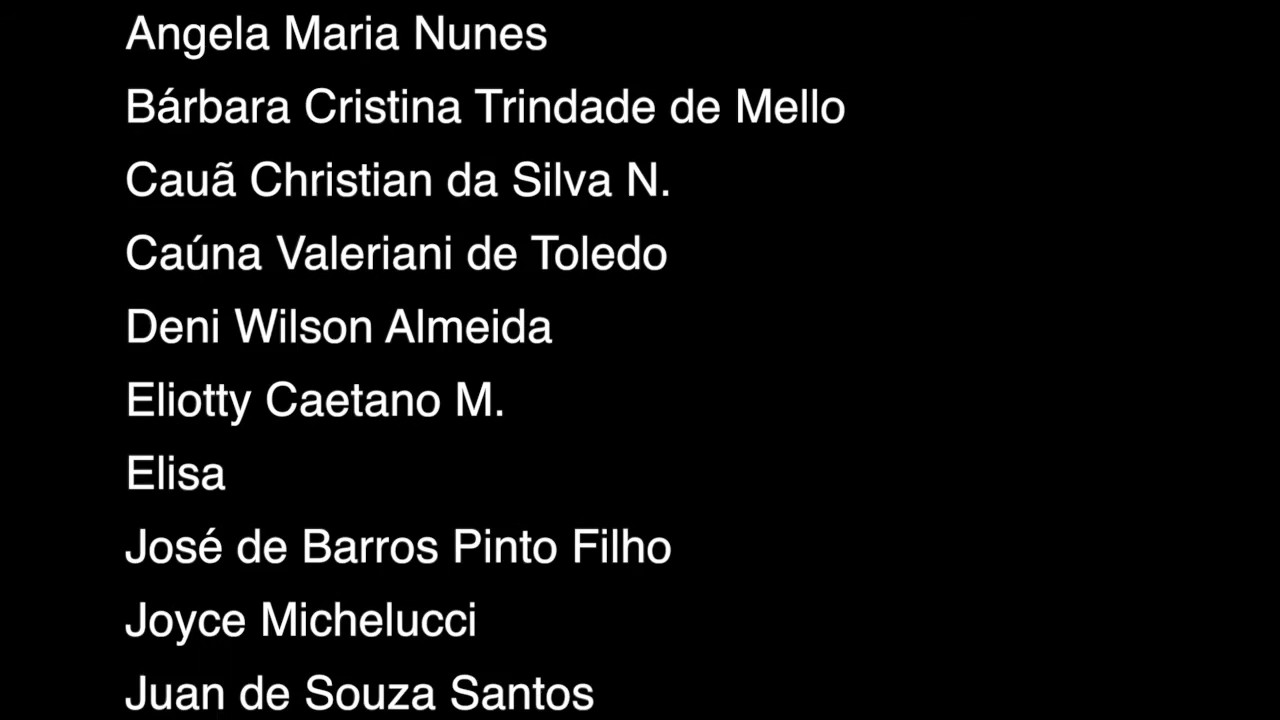 Angela Maria Nunes
Bárbara Cristina Trindade de Mello
Cauã Christian da Silva N.
Caúna Valeriani de Toledo
Deni Wilson Almeida
Eliotty Caetano M.
Elisa
José de Barros Pinto Filho
Joyce Michelucci
Juan de Souza Santos